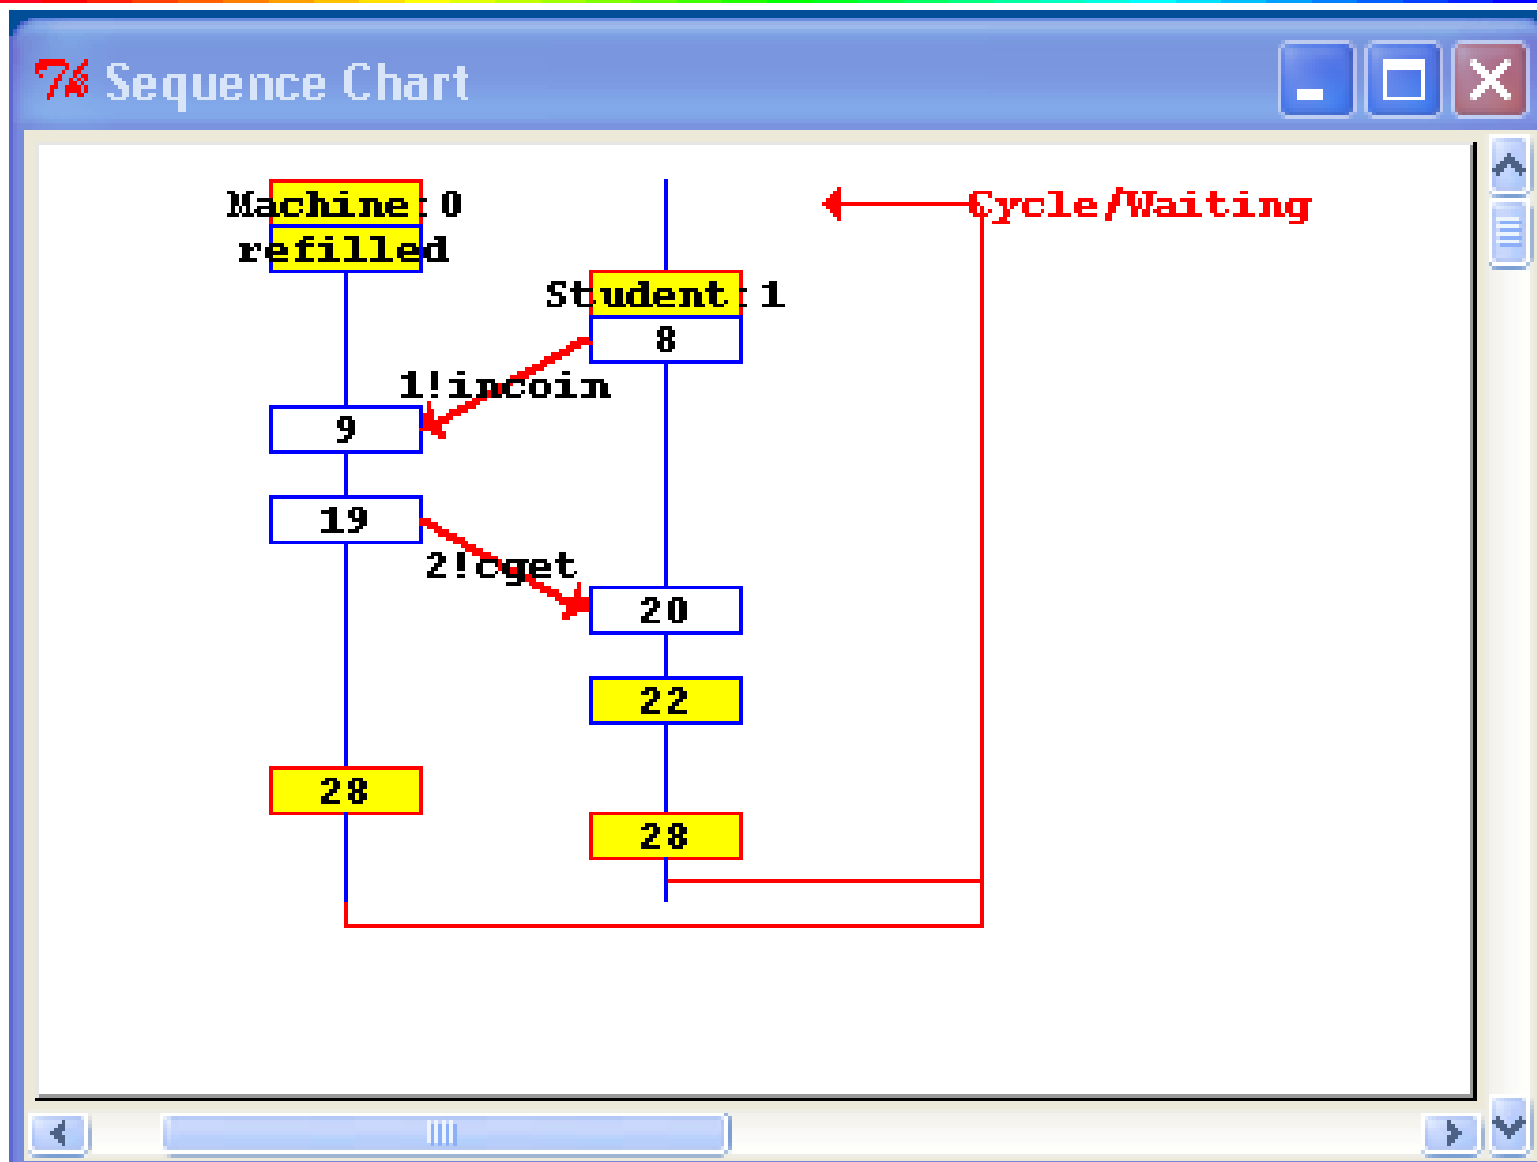 7% Sequence Chart
Machine:0
Cycle/Waiting
refilled
Student:1
8
1!incoin
9
19
2!cget
20
22
28
28